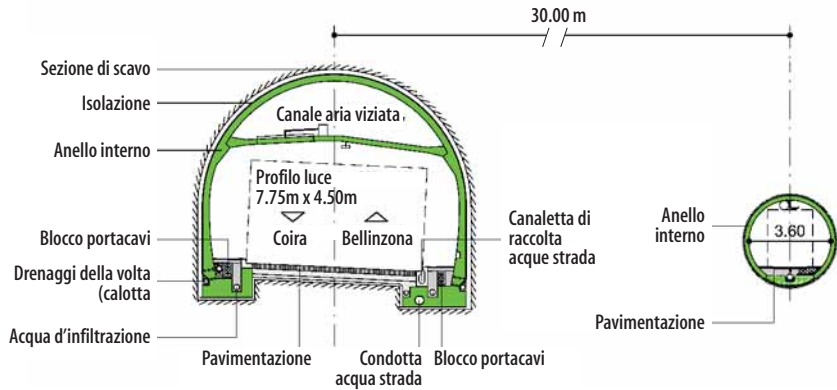 30.00 m
Sezione di scavo
Isolazione
Canale aria viziata
Anello interno
Profilo luce
7.75m x 4.50m
Coira
Bellinzona
Blocco portacavi
Drenaggi della volta
(calotta
Acqua d’infiltrazione
Pavimentazione
Condotta
acqua strada
Blocco portacavi
Canaletta di
raccolta
acque strada
Anello
interno
3.60
Pavimentazione